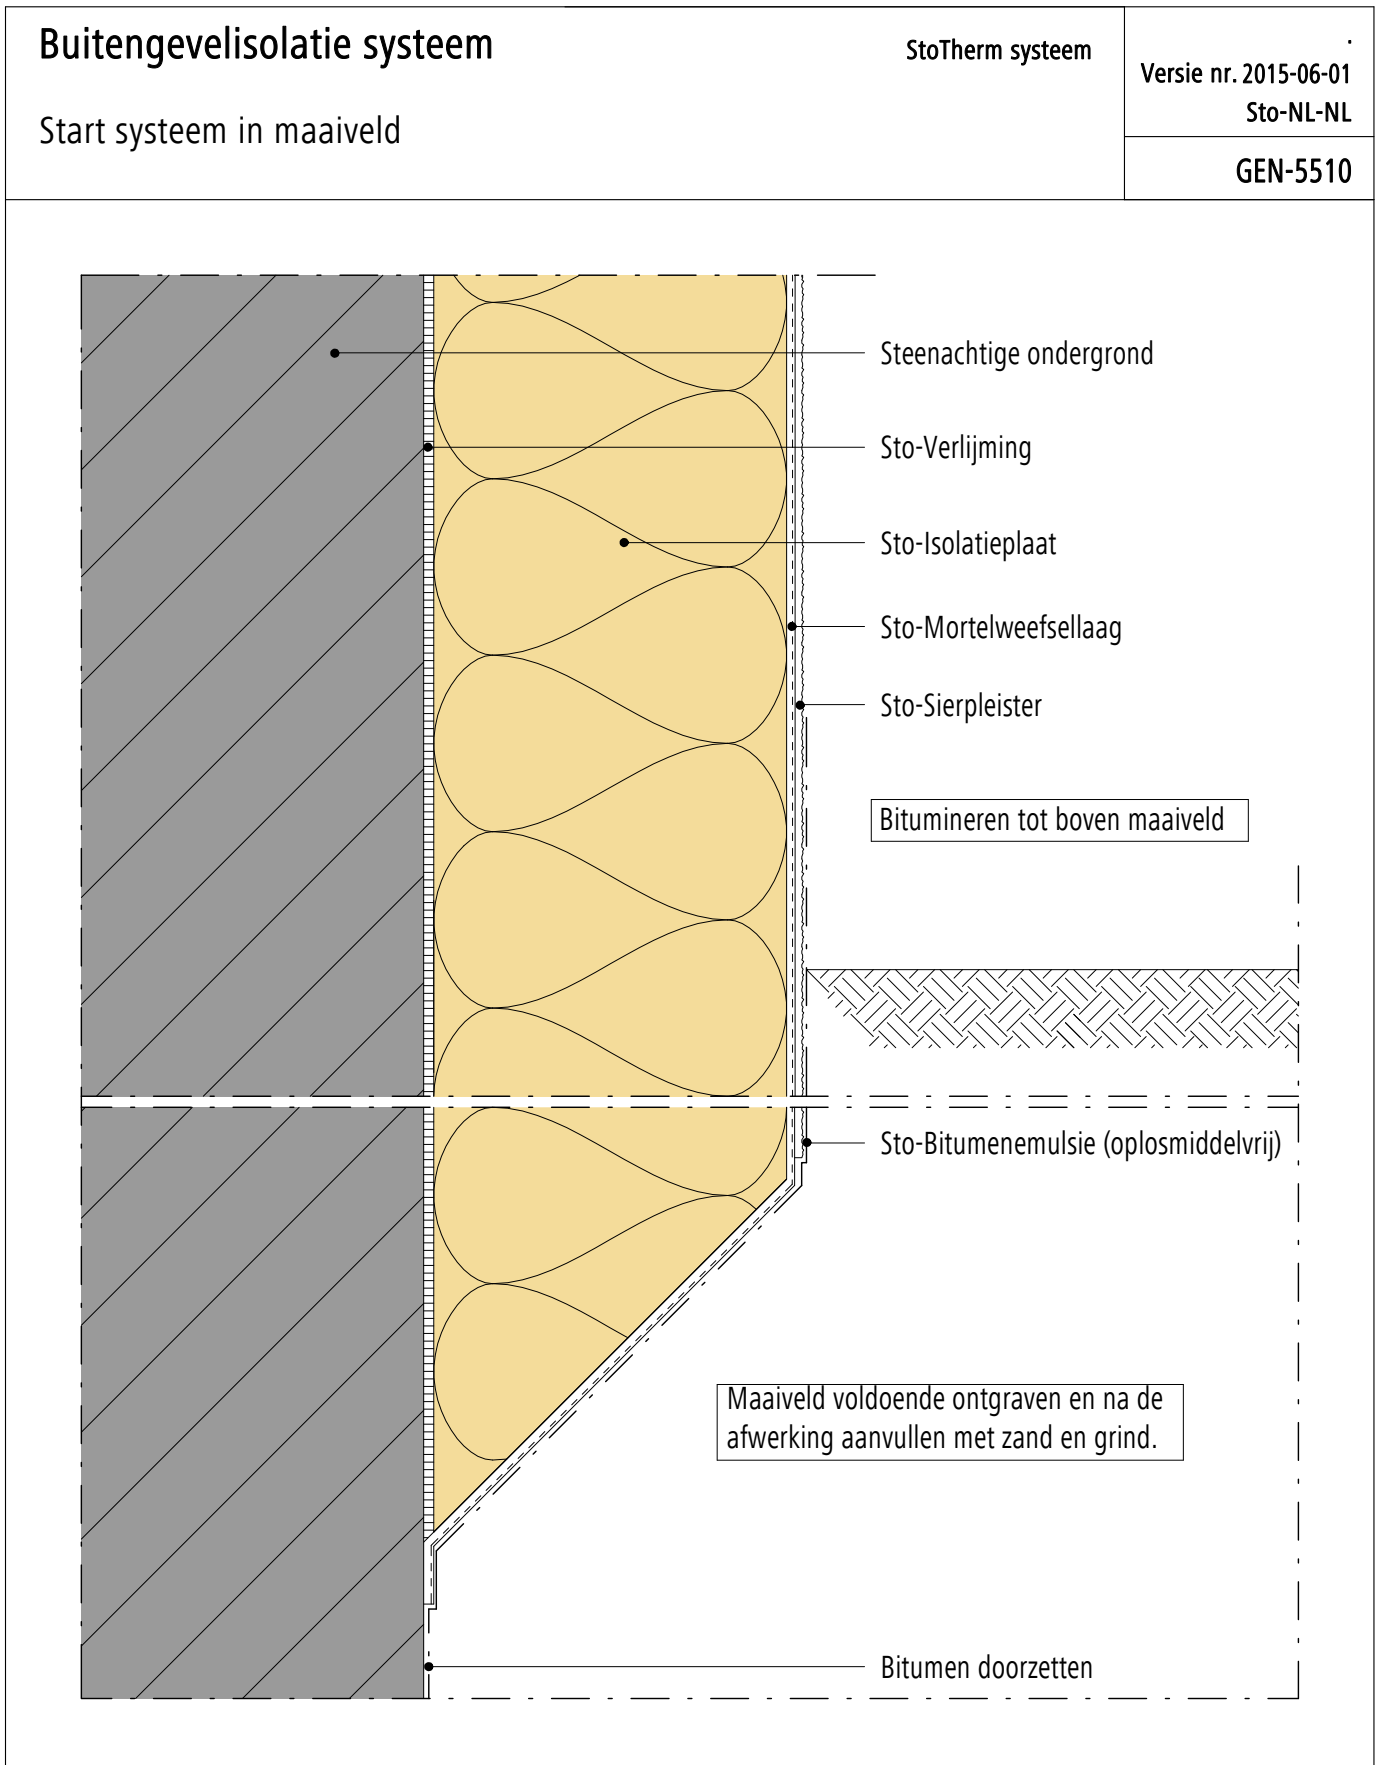 Buitengevelisolatie systeem
StoTherm systeem
.
Versie nr. 2015-06-01
Sto-NL-NL
Start systeem in maaiveld
GEN-5510
Steenachtige ondergrond
Sto-Verlijming
Sto-Isolatieplaat
Sto-Mortelweefsellaag
Sto-Sierpleister
Bitumineren tot boven maaiveld
Sto-Bitumenemulsie (oplosmiddelvrij)
Maaiveld voldoende ontgraven en na de
afwerking aanvullen met zand en grind.
Bitumen doorzetten